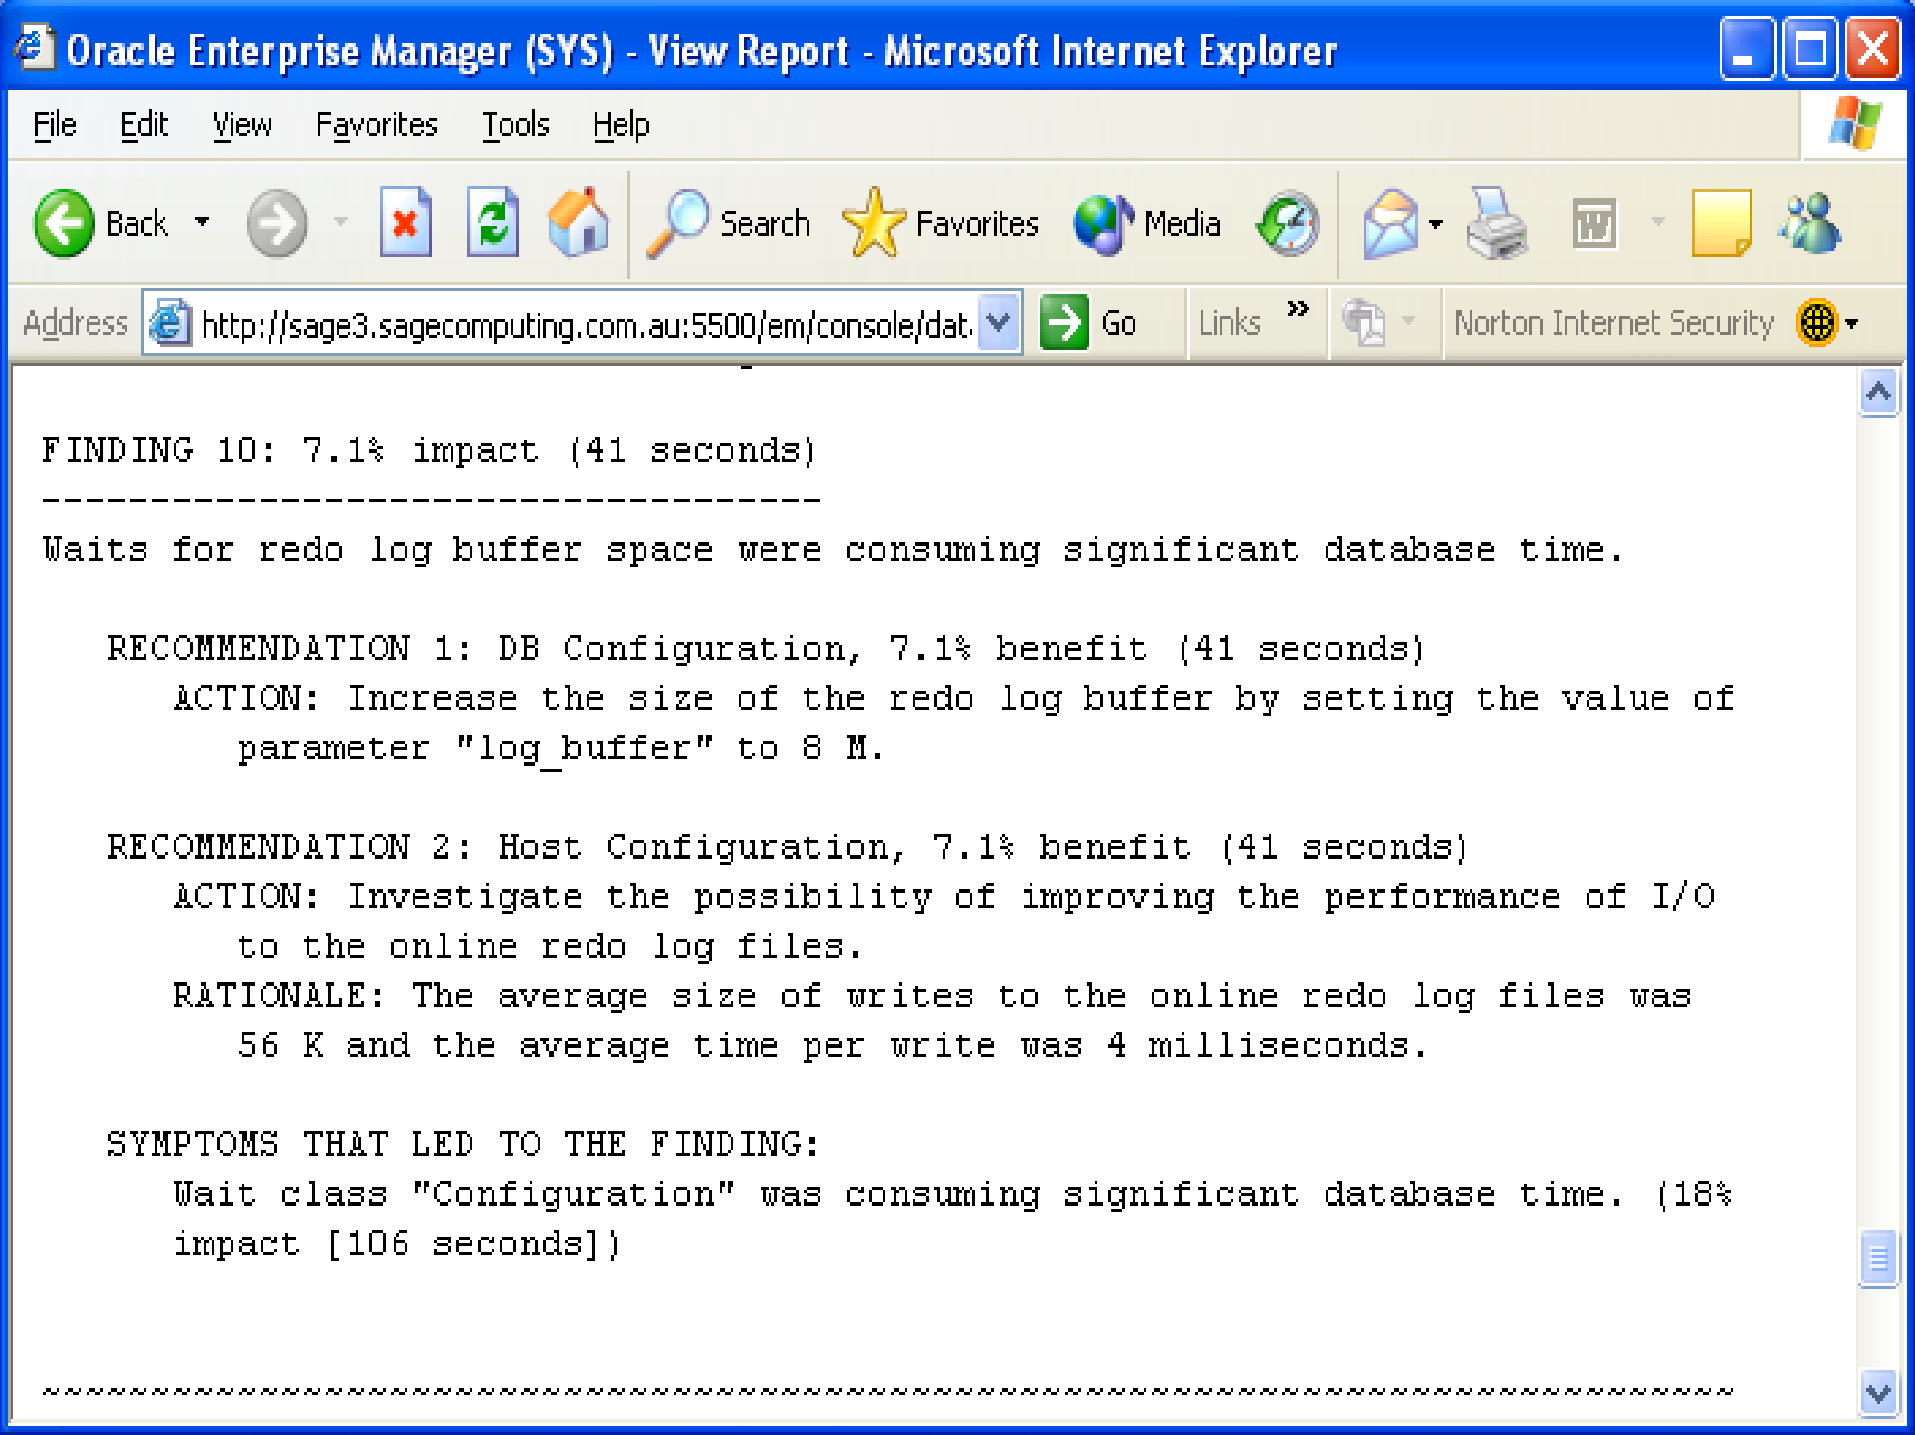 Oracle Enterprise Manager (SYS) - View Report - Microsoft Internet Explorer
File Edit View Favorites Tools Help
Back Search Favorites Media
Address http://sage3.sagecomputing.com.au:5500/em/console/dat. Go Links » Norton Internet Security
FINDING 10: 7.1% impact (41 seconds)
------------------------------------
Waits for redo log buffer space were consuming significant database time.
RECOMMENDATION 1: DB Configuration, 7.1% benefit (41 seconds)
ACTION: Increase the size of the redo log buffer by setting the value of
parameter "log_buffer" to 8 M.
RECOMMENDATION 2: Host Configuration, 7.1% benefit (41 seconds)
ACTION: Investigate the possibility of improving the performance of I/O
to the online redo log files.
RATIONALE: The average size of writes to the online redo log files was
56 K and the average time per write was 4 milliseconds.
SYMPTOMS THAT LED TO THE FINDING:
Wait class "Configuration" was consuming significant database time. (18%
impact [106 seconds])
~~~~~~~~~~~~~~~~~~~~~~~~~~~~~~~~~~~~~~~~~~~~~~~~~~~~~~~~~~~~~~~~~~~~~~~~~~~~~~